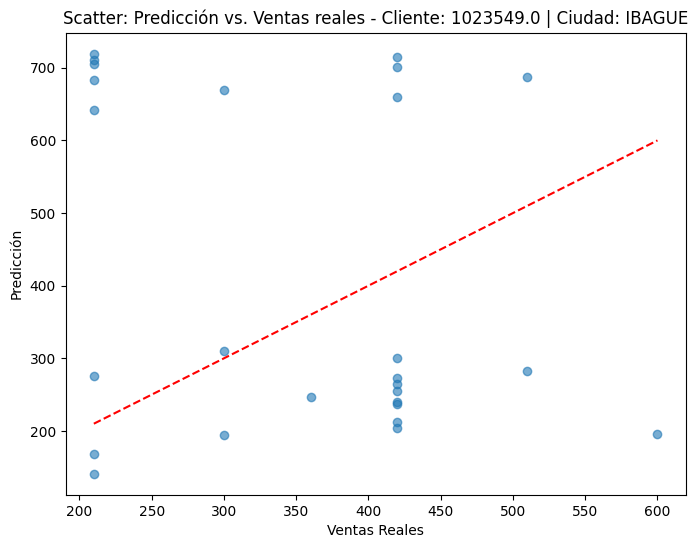 Scatter: Predicción vs. Ventas reales - Cliente: 1023549.0 | Ciudad: IBAGUE
700
600
500
400
300
200
Predicción
200 250 300 350 400 450 500 550 600
Ventas Reales